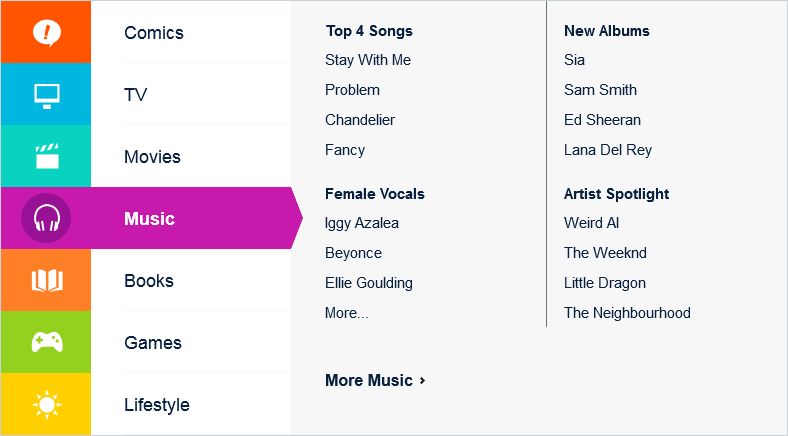 Comics
TV
Movies
Music
Books
Games
Lifestyle
Top 4 Songs
Stay With Me
Problem
Chandelier
Fancy
Female Vocals
Iggy Azalea
Beyonce
Ellie Goulding
More...
More Music
New Albums
Sia
Sam Smith
Ed Sheeran
Lana Del Rey
Artist Spotlight
Weird Al
The Weeknd
Little Dragon
The Neighbourhood